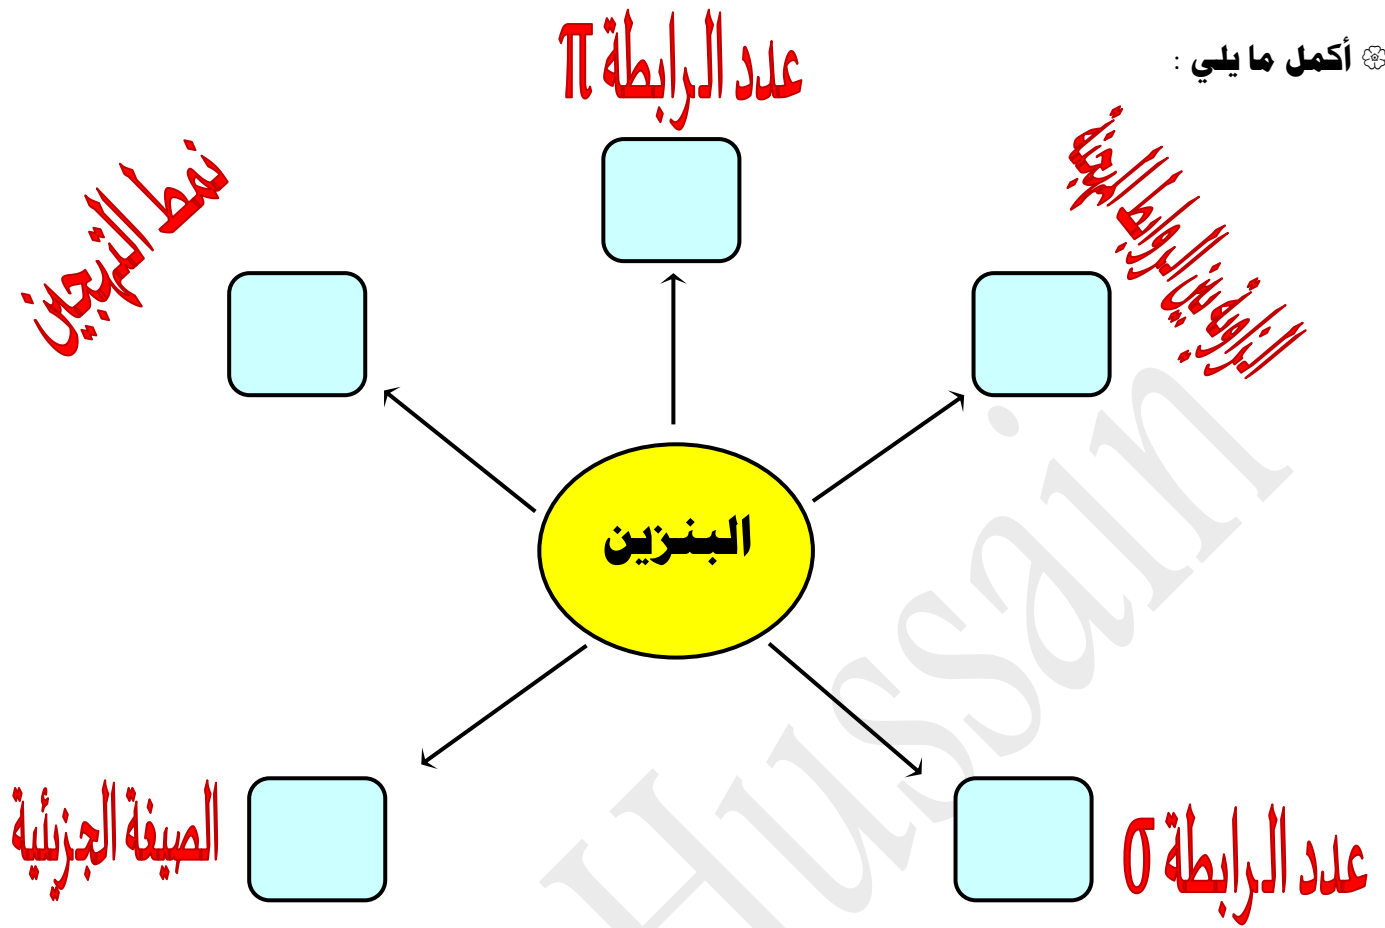 أكمل ما يلي :
عدد الرابطة π
الزاوية بين الروابط المهجنة
نمط التهجين
البنزين
عدد الرابطة σ
الصيغة الجزيئية
Hussain